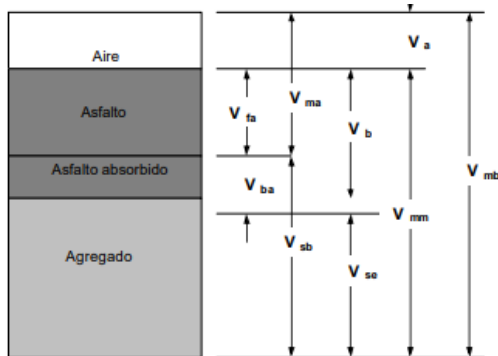 Aire
Asfalto
Asfalto absorbido
Agregado
V a
V fa
V ma
V b
V mb
V ba
V mm
V sb
V se